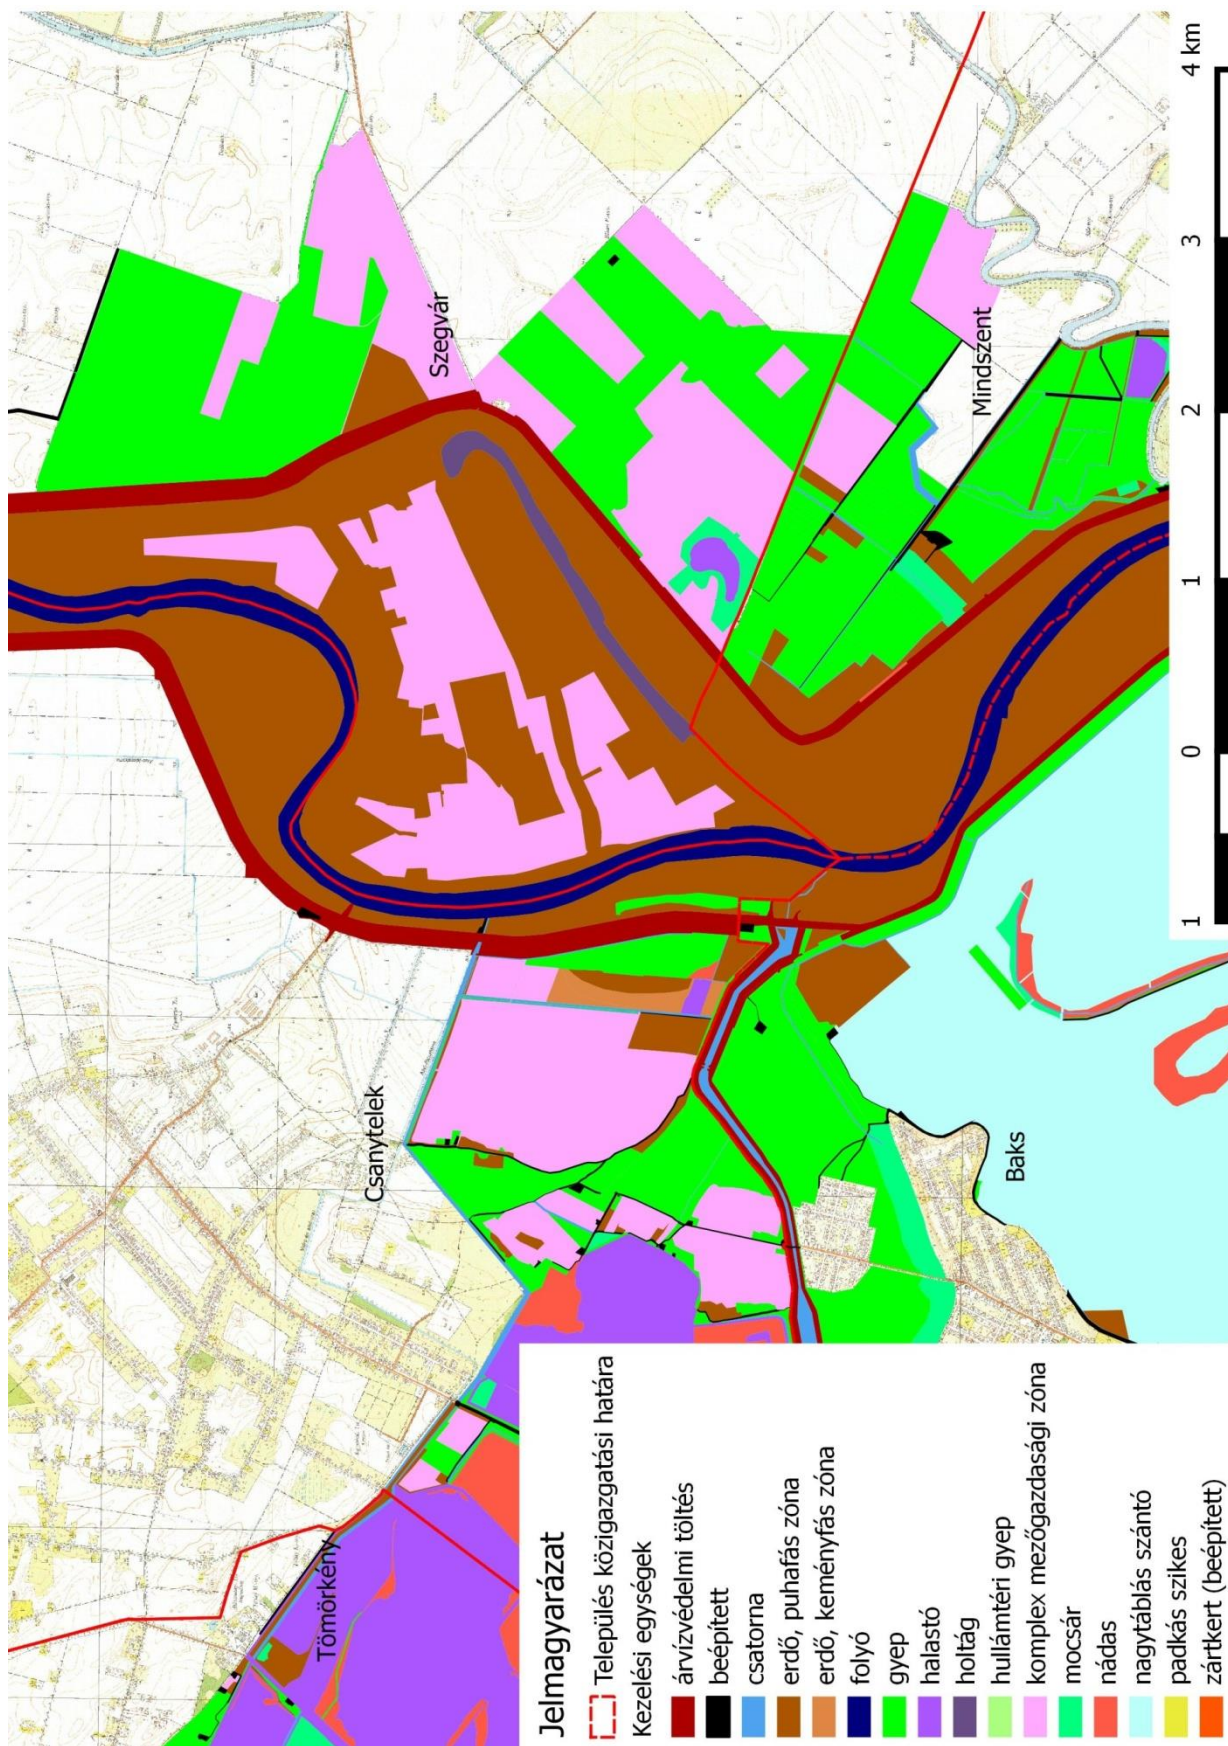 Szegvár
Mindszent
Csanytelek
Baks
Tömörkény
Jelmagyarázat
Település közigazgatási határa
Kezelési egységek
árvízvédelmi töltés
beépített
csatorna
erdő, puhafás zóna
erdő, keményfás zóna
folyó
gyep
halastó
holtág
hullámtéri gyep
komplex mezőgazdasági zóna
mocsár
nádas
nagytáblás szántó
padkás szikes
zártkert (beépített)
1 0 1 2 3 4 km